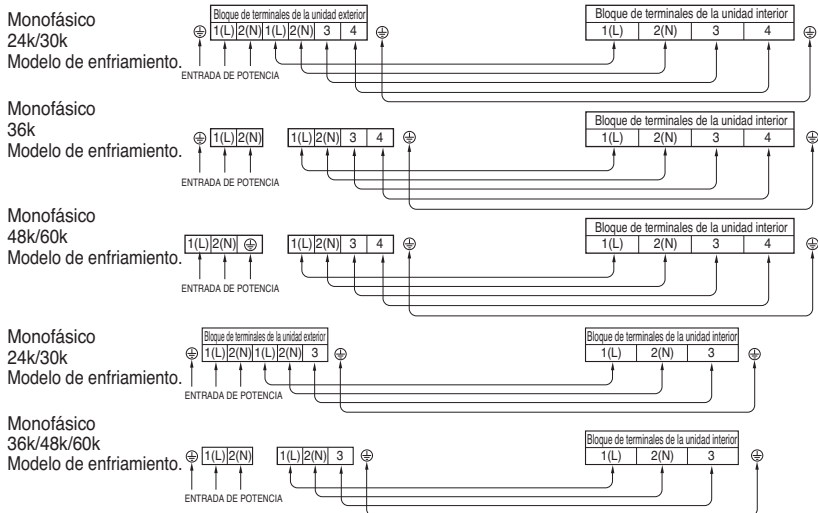 Monofásico
24k/30k
Modelo de enfriamiento.
Bloque de terminales de la unidad exterior
1(L) 2(N) 1(L) 2(N) 3 4
ENTRADA DE POTENCIA
Bloque de terminales de la unidad interior
1(L) 2(N) 3 4
Monofásico
36k
Modelo de enfriamiento.
1(L) 2(N) 1(L) 2(N) 3 4
ENTRADA DE POTENCIA
Bloque de terminales de la unidad interior
1(L) 2(N) 3 4
Monofásico
48k/60k
Modelo de enfriamiento.
1(L) 2(N) 1(L) 2(N) 3 4
ENTRADA DE POTENCIA
Bloque de terminales de la unidad interior
1(L) 2(N) 3 4
Monofásico
24k/30k
Modelo de enfriamiento.
Bloque de terminales de la unidad exterior
1(L) 2(N) 1(L) 2(N) 3
ENTRADA DE POTENCIA
Bloque de terminales de la unidad interior
1(L) 2(N) 3
Monofásico
36k/48k/60k
Modelo de enfriamiento.
1(L) 2(N) 1(L) 2(N) 3
ENTRADA DE POTENCIA
Bloque de terminales de la unidad interior
1(L) 2(N) 3